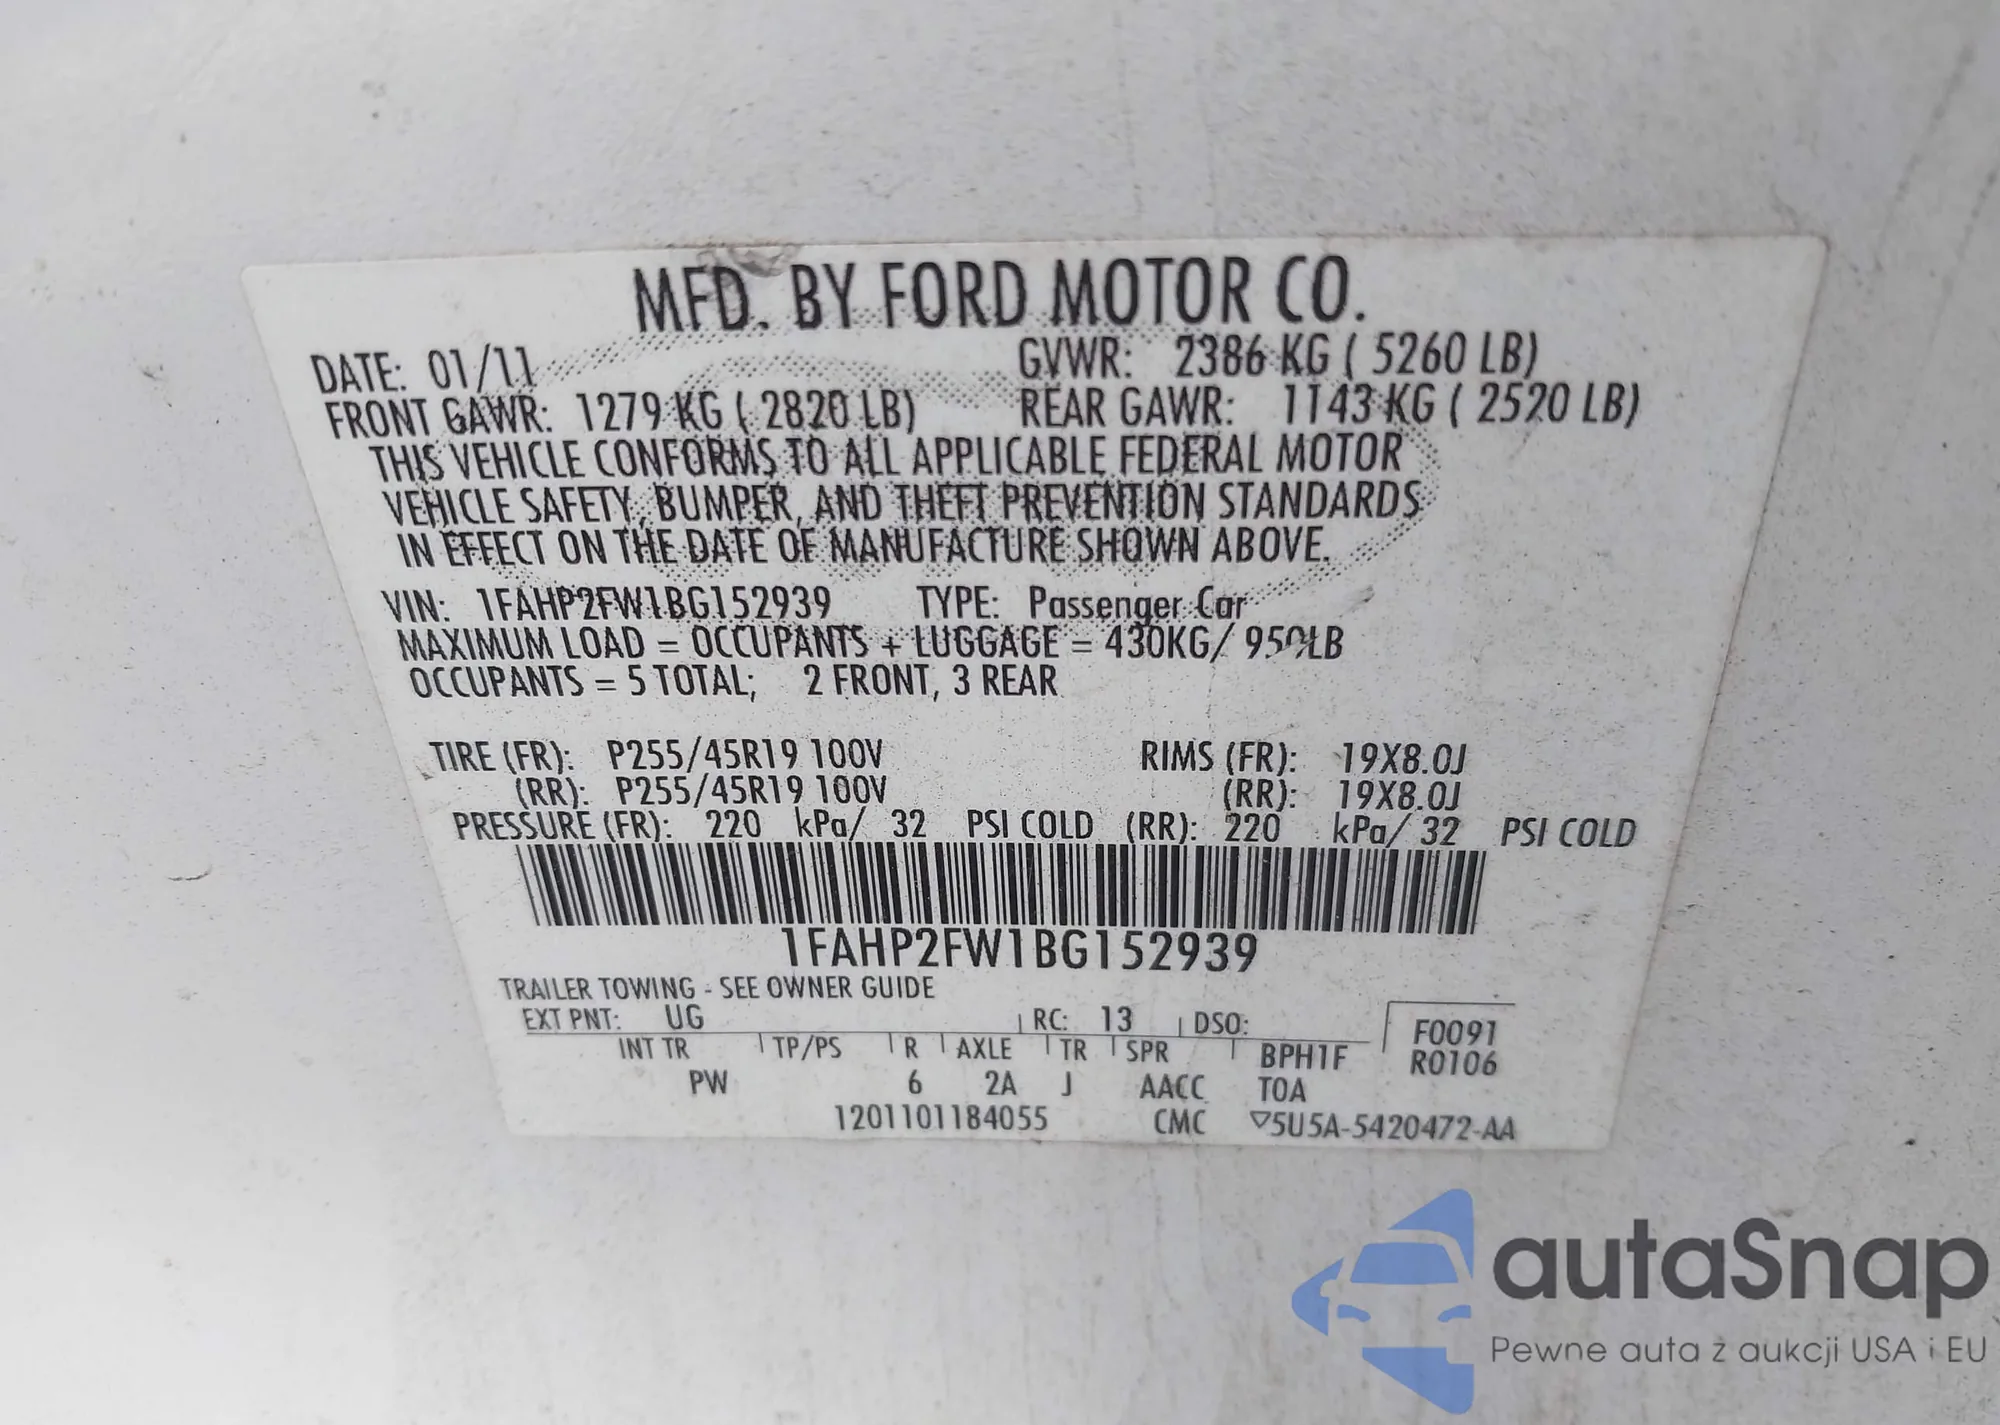 MFD. BY FORD MOTOR CO.
DATE: 01/11 GVWR: 2386 KG ( 5260 LB)
FRONT GAWR: 1279 KG ( 2820 LB) REAR GAWR: 1143 KG ( 2520 LB)
THIS VEHICLE CONFORMS TO ALL APPLICABLE FEDERAL MOTOR
VEHICLE SAFETY, BUMPER, AND THEFT PREVENTION STANDARDS
IN EFFECT ON THE DATE OF MANUFACTURE SHOWN ABOVE.
VIN: 1FAHP2FW1BG152939 TYPE: Passenger Car
MAXIMUM LOAD = OCCUPANTS + LUGGAGE = 430KG/ 950LB
OCCUPANTS = 5 TOTAL; 2 FRONT, 3 REAR
TIRE (FR): P255/45R19 100V RIMS (FR): 19X8.0J
(RR): P255/45R19 100V (RR): 19X8.0J
PRESSURE (FR): 220 kPa/ 32 PSI COLD (RR): 220 kPa/ 32 PSI COLD
1FAHP2FW1BG152939
TRAILER TOWING - SEE OWNER GUIDE
EXT PNT: UG RC: 13 DSO: F0091
INT TR TP/PS R AXLE TR SPR BPH1F R0106
PW 6 2A J AACC TOA
1201101184055 CMC ▽5U5A-5420472-AA
autaSnap
Pewne auta z aukcji USA i EU